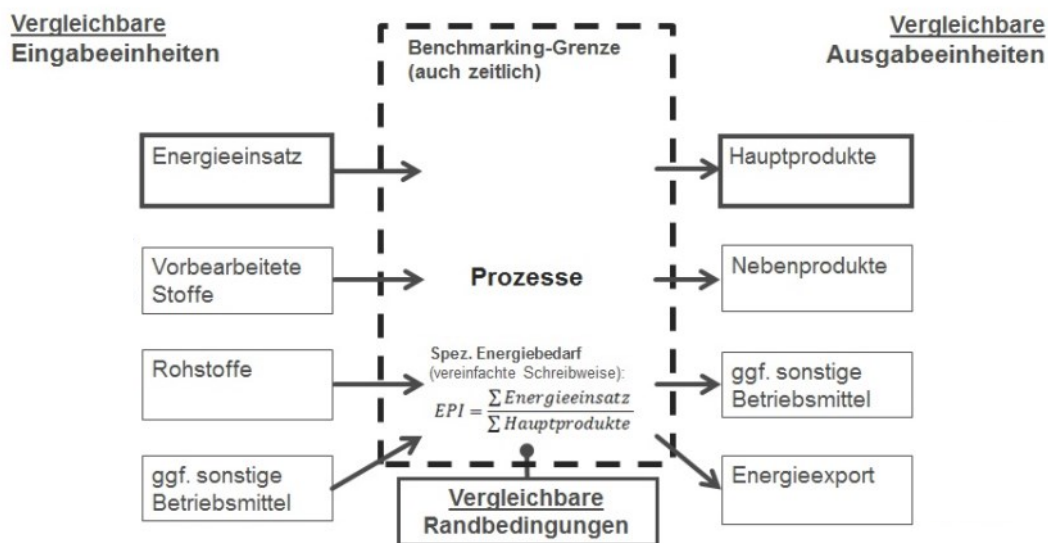 Vergleichbare
Eingabeeinheiten
Benchmarking-Grenze
(auch zeitlich)
Vergleichbare
Ausgabeeinheiten
Energieeinsatz
Hauptprodukte
Vorbearbeitete
Stoffe
Prozesse
Nebenprodukte
Rohstoffe
Spez. Energiebedarf
(vereinfachte Schreibweise):
EPI = ∑ Energieeinsatz / ∑ Hauptprodukte
ggf. sonstige
Betriebsmittel
ggf. sonstige
Betriebsmittel
Energieexport
Vergleichbare
Randbedingungen